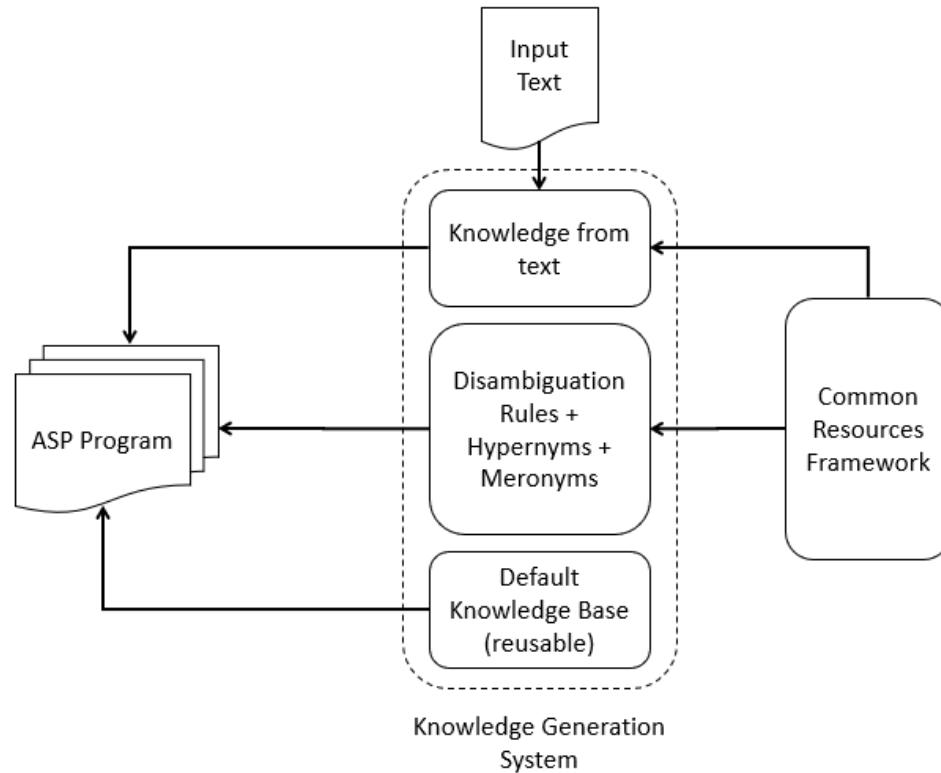 Input
Text
Knowledge from
text
Disambiguation
Rules +
Hypernyms +
Meronyms
ASP Program
Common
Resources
Framework
Default
Knowledge Base
(reusable)
Knowledge Generation
System